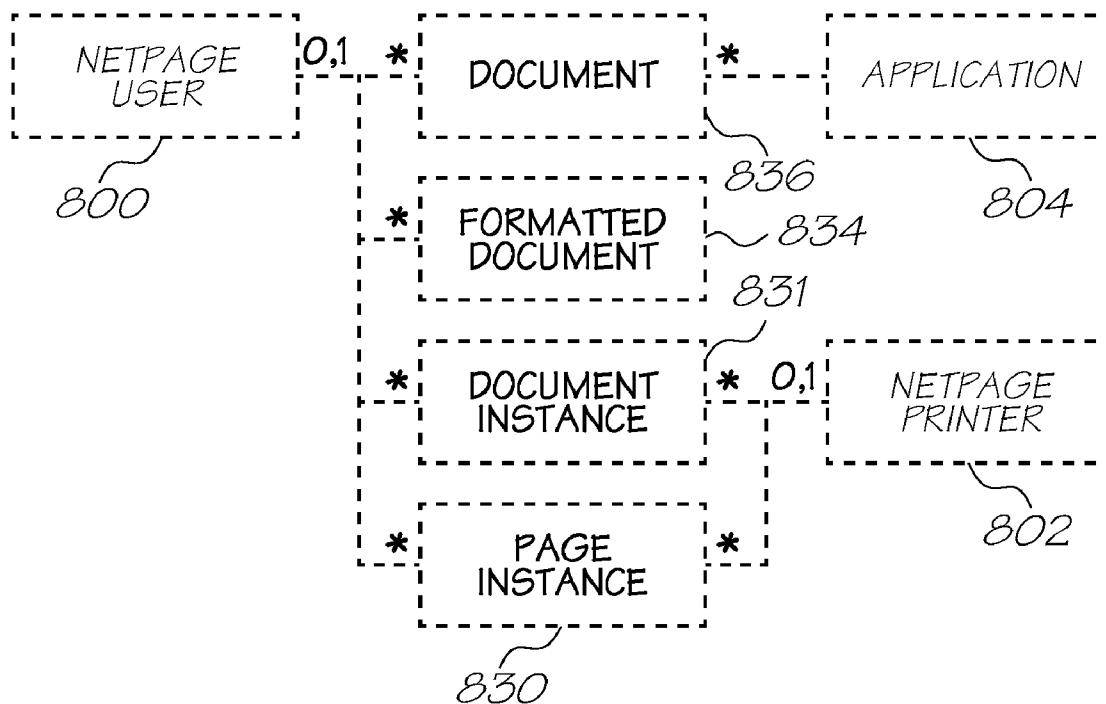 NETPAGE
USER
0,1
*
DOCUMENT
*
APPLICATION
800
836
804
*
FORMATTED
DOCUMENT
834
831
*
DOCUMENT
INSTANCE
*
0,1
NETPAGE
PRINTER
802
*
PAGE
INSTANCE
*
830